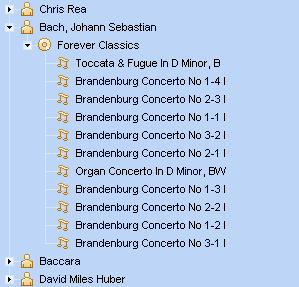 Chris Rea
Bach, Johann Sebastian
Forever Classics
Toccata & Fugue In D Minor, B
Brandenburg Concerto No 1-4 I
Brandenburg Concerto No 2-3 I
Brandenburg Concerto No 1-1 I
Brandenburg Concerto No 3-2 I
Brandenburg Concerto No 2-1 I
Organ Concerto In D Minor, BW
Brandenburg Concerto No 1-3 I
Brandenburg Concerto No 2-2 I
Brandenburg Concerto No 1-2 I
Brandenburg Concerto No 3-1 I
Baccara
David Miles Huber